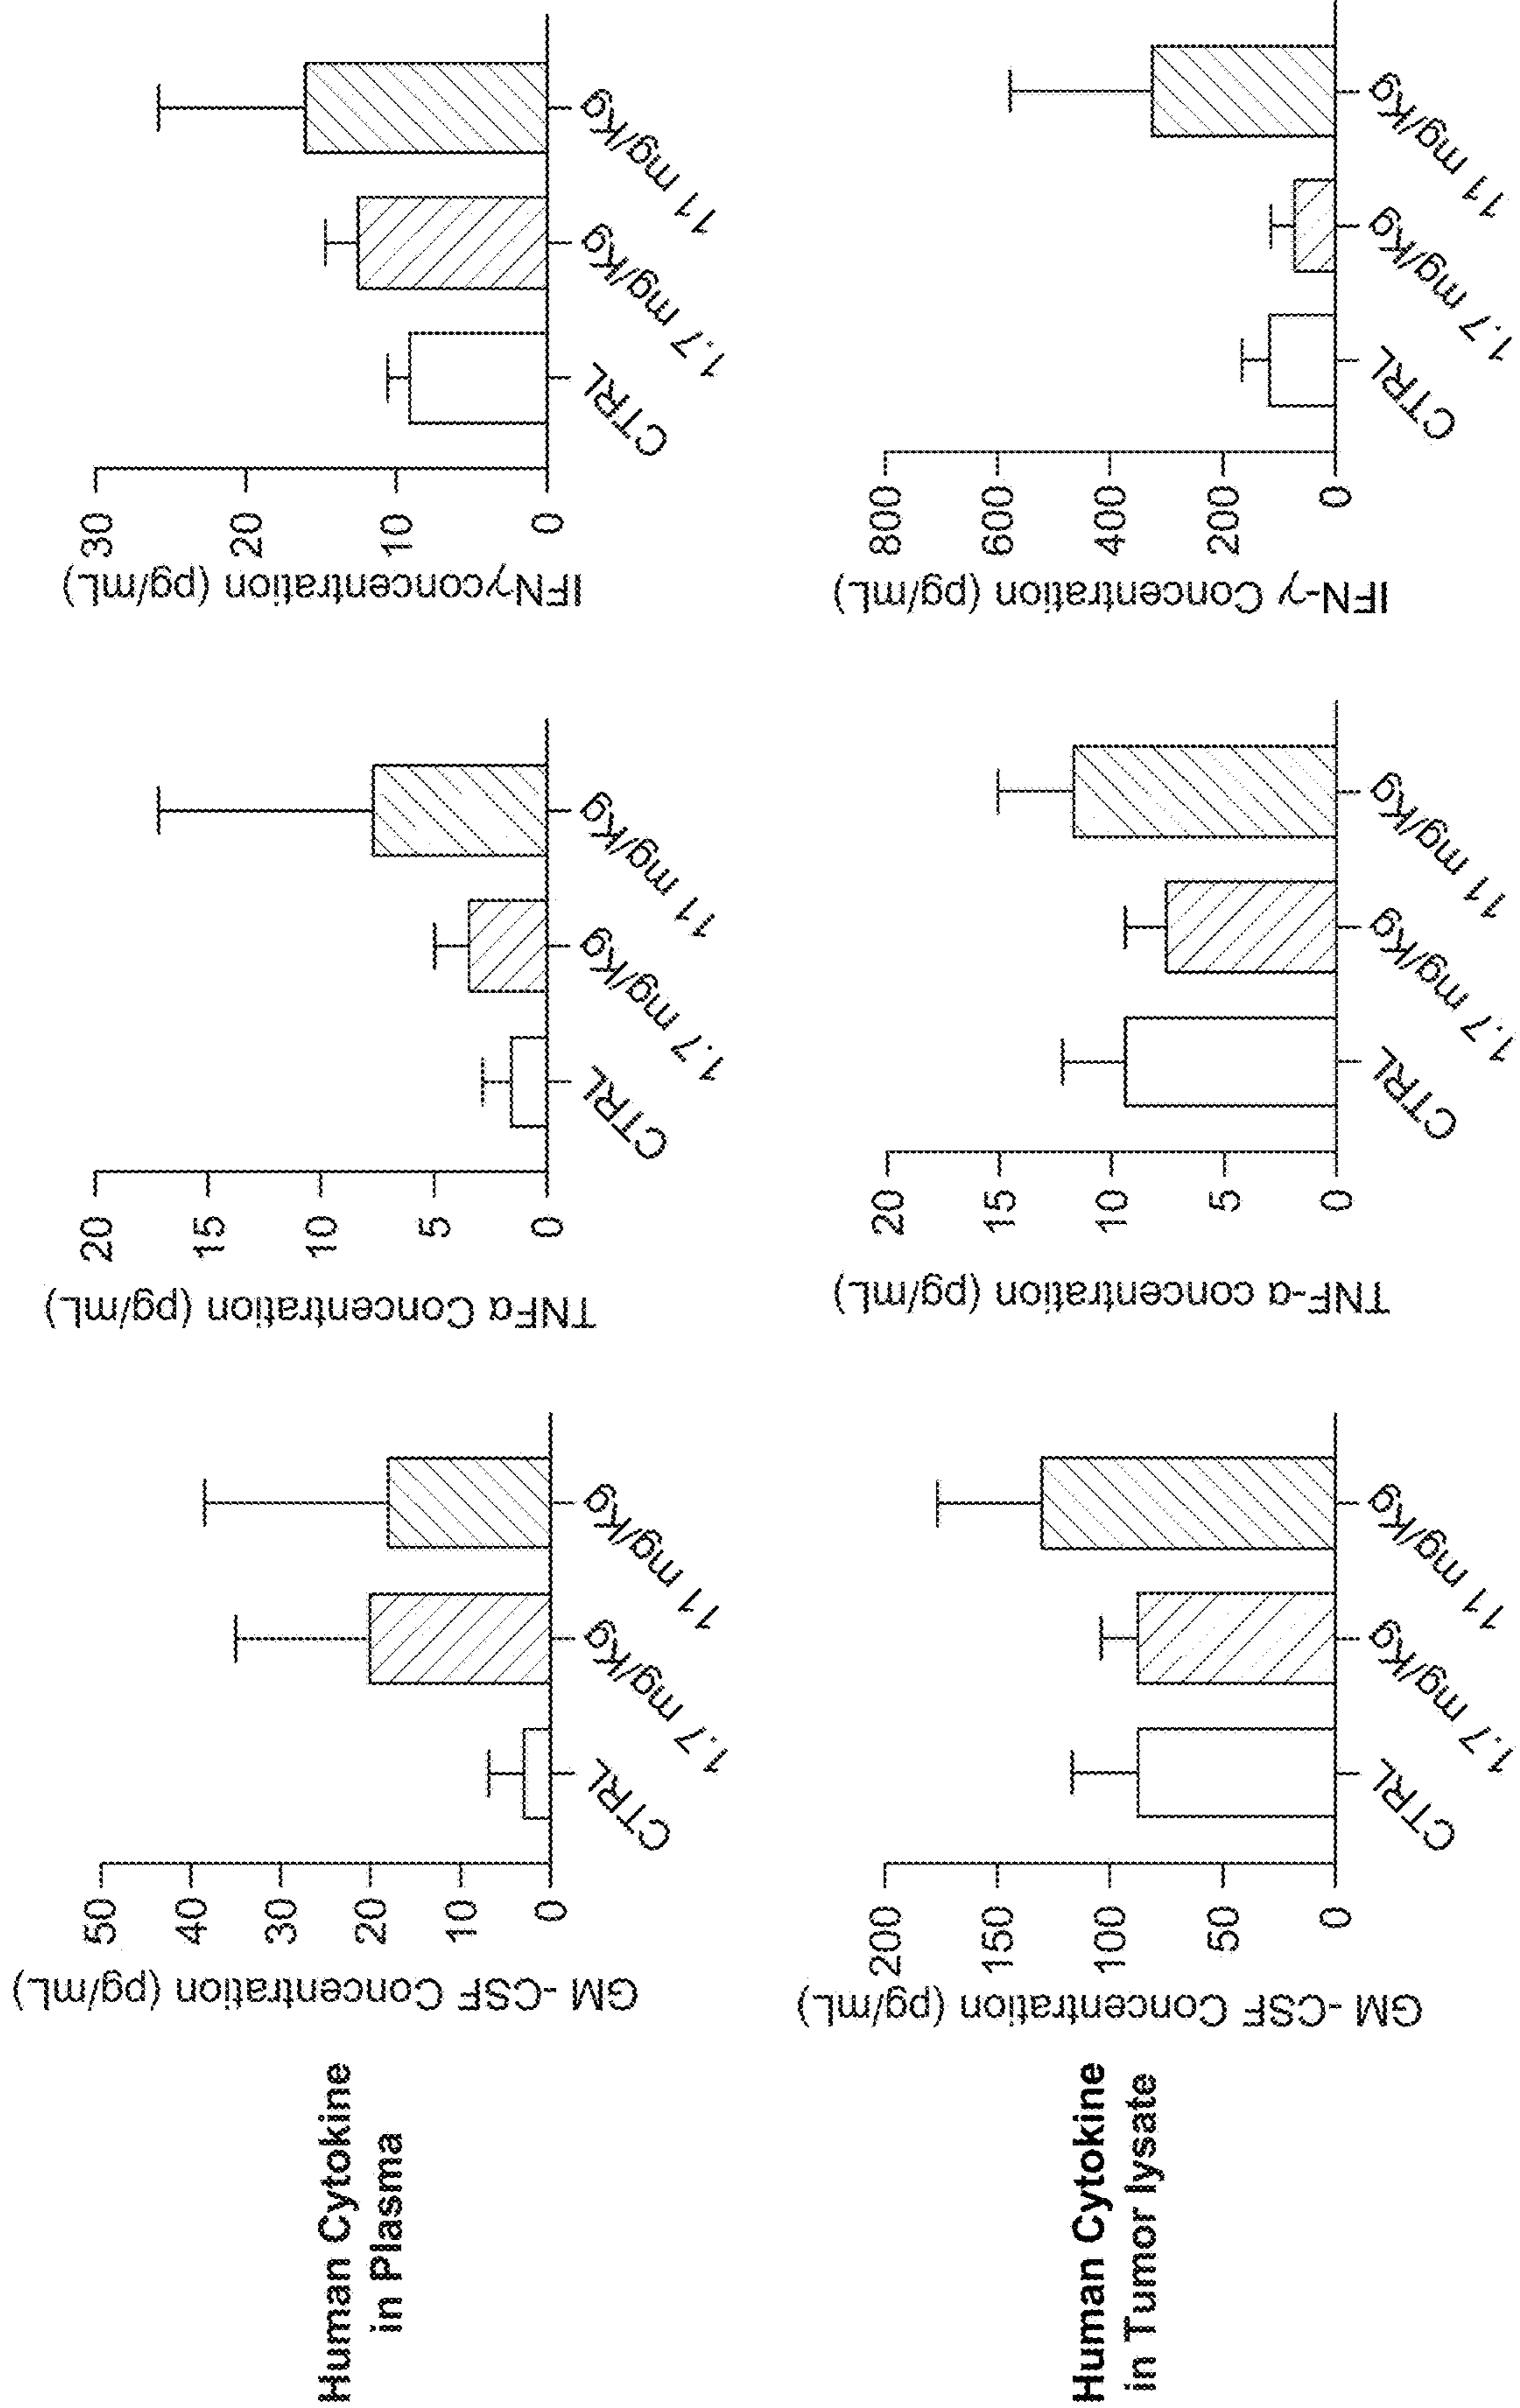 Human Cytokine
in Plasma
GM -CSF Concentration (pg/mL)
50
40
30
20
10
0
CTRL
1.7 mg/Kg
11 mg/Kg
TNFα Concentration (pg/mL)
20
15
10
5
0
CTRL
1.7 mg/Kg
11 mg/Kg
IFNγconcentration (pg/mL)
30
20
10
0
CTRL
1.7 mg/Kg
11 mg/Kg
Human Cytokine
in Tumor lysate
GM -CSF Concentration (pg/mL)
200
150
100
50
0
CTRL
1.7 mg/Kg
11 mg/Kg
TNF-α concentration (pg/mL)
20
15
10
5
0
CTRL
1.7 mg/Kg
11 mg/Kg
IFN-γ Concentration (pg/mL)
800
600
400
200
0
CTRL
1.7 mg/Kg
11 mg/Kg